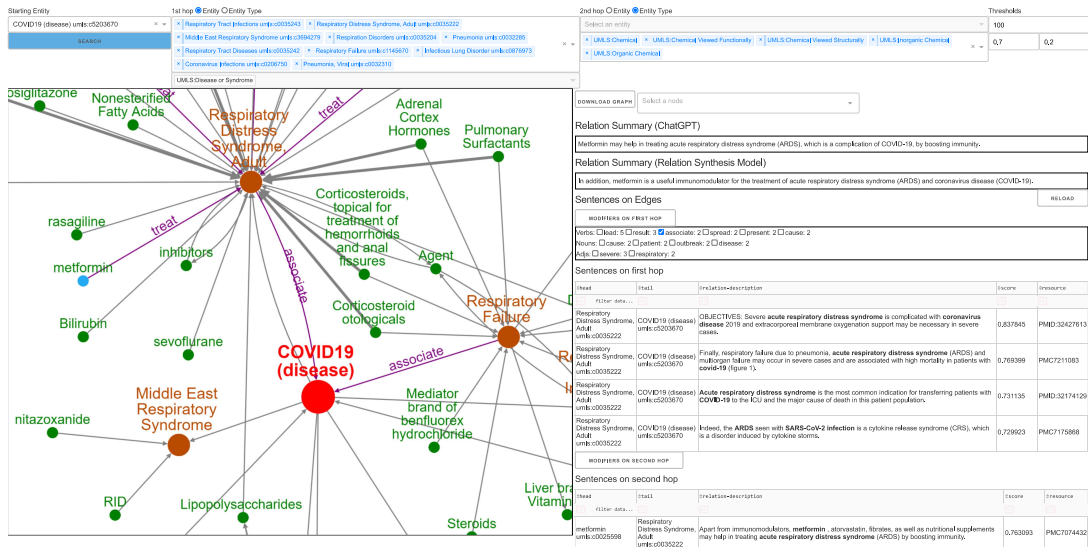 Starting Entity
COVID19 (disease) umls:c5203670
SEARCH
1st hop Entity Entity Type
× Respiratory Tract Infections umls:c0035243 × Respiratory Distress Syndrome, Adult umls:c0035222
× Middle East Respiratory Syndrome umls:c3694279 × Respiration Disorders umls:c0035204 × Pneumonia umls:c0032285
× Respiratory Tract Diseases umls:c0035242 × Respiratory Failure umls:c1145670 × Infectious Lung Disorder umls:c0876973
× Coronavirus Infections umls:c0206750 × Pneumonia, Viral umls:c0032310
UMLS:Disease or Syndrome
2nd hop Entity Entity Type
Select an entity
× UMLS:Chemical × UMLS:Chemical Viewed Functionally × UMLS:Chemical Viewed Structurally × UMLS:Inorganic Chemical
× UMLS:Organic Chemical
Thresholds
100
0,7 0,2
osiglitazone
Nonesterified
Fatty Acids
treat
treat
Respiratory
Distress
Syndrome,
Adult
Adrenal
Cortex
Hormones
Pulmonary
Surfactants
rasagiline
treat
metformin
inhibitors
Corticosteroids,
topical for
treatment of
hemorrhoids
and anal
fissures
associate
Agent
Bilirubin
sevoflurane
Corticosteroid
otologicals
Respiratory
Failure
associate
COVID19
(disease)
Middle East
Respiratory
Syndrome
nitazoxanide
Mediator
brand of
benfluorex
hydrochloride
RID
Lipopolysaccharides
Steroids
Liver bra
Vitamin
DOWNLOAD GRAPH
Select a node
Relation Summary (ChatGPT)
Metformin may help in treating acute respiratory distress syndrome (ARDS), which is a complication of COVID-19, by boosting immunity.
Relation Summary (Relation Synthesis Model)
In addition, metformin is a useful immunomodulator for the treatment of acute respiratory distress syndrome (ARDS) and coronavirus disease (COVID-19).
Sentences on Edges
RELOAD
MODIFIERS ON FIRST HOP
Verbs: lead: 5 result: 3 associate: 2 spread: 2 present: 2 cause: 2
Nouns: cause: 2 patient: 2 outbreak: 2 disease: 2
Adjs: severe: 3 respiratory: 2
Sentences on first hop
head tail relation-description score resource
filter data...
Respiratory Distress Syndrome, Adult umls:c0035222 COVID19 (disease) umls:c5203670 OBJECTIVES: Severe acute respiratory distress syndrome is complicated with coronavirus disease 2019 and extracorporeal membrane oxygenation support may be necessary in severe cases. 0,837845 PMID:32427613
Respiratory Distress Syndrome, Adult umls:c0035222 COVID19 (disease) umls:c5203670 Finally, respiratory failure due to pneumonia, acute respiratory distress syndrome (ARDS) and multiorgan failure may occur in severe cases and are associated with high mortality in patients with covid-19 (figure 1). 0,769399 PMC7211083
Respiratory Distress Syndrome, Adult umls:c0035222 COVID19 (disease) umls:c5203670 Acute respiratory distress syndrome is the most common indication for transferring patients with COVID-19 to the ICU and the major cause of death in this patient population. 0,731135 PMID:32174129
Respiratory Distress Syndrome, Adult umls:c0035222 COVID19 (disease) umls:c5203670 Indeed, the ARDS seen with SARS-CoV-2 infection is a cytokine release syndrome (CRS), which is a disorder induced by cytokine storms. 0,729923 PMC7175868
MODIFIERS ON SECOND HOP
Sentences on second hop
head tail relation-description score resource
filter data...
metformin umls:c0025598 Respiratory Distress Syndrome, Adult umls:c0035222 Apart from immunomodulators, metformin , atorvastatin, fibrates, as well as nutritional supplements may help in treating acute respiratory distress syndrome (ARDS) by boosting immunity. 0,763093 PMC7074432